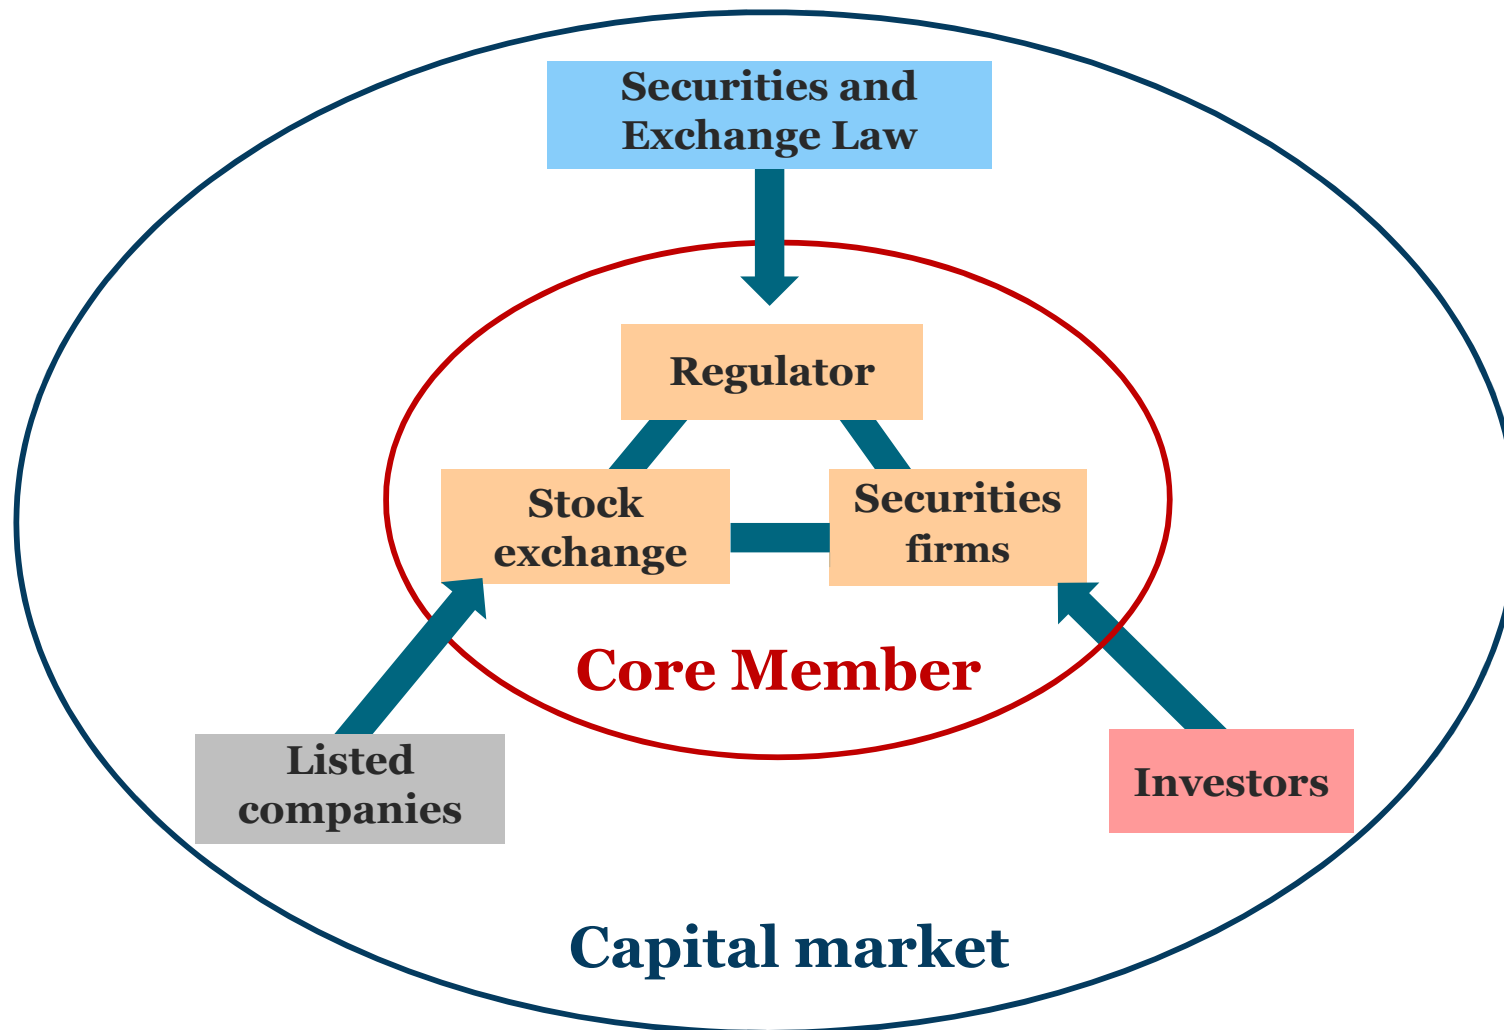 Securities and
Exchange Law
Regulator
Stock
exchange
Securities
firms
Core Member
Listed
companies
Investors
Capital market